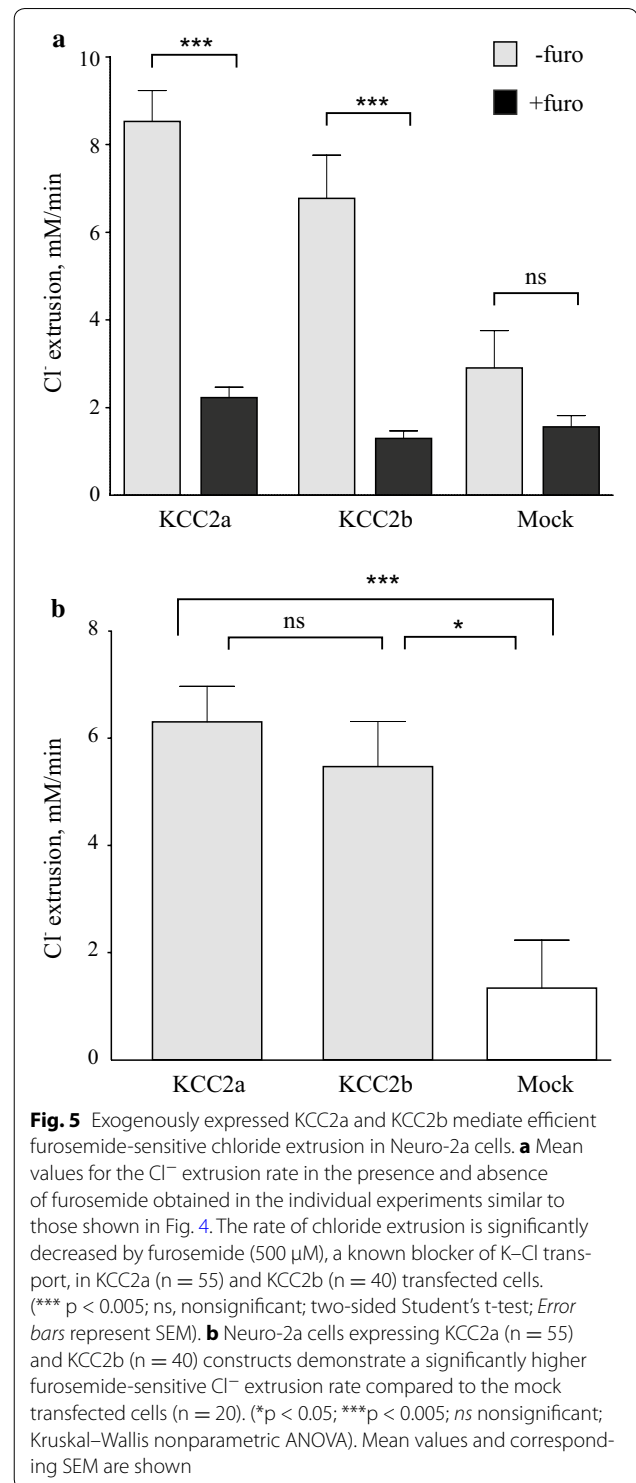 a
***
-furo
+furo
***
ns
Cl⁻ extrusion, mM/min
10
8
6
4
2
0
KCC2a KCC2b Mock
b
***
ns
*
Cl⁻ extrusion, mM/min
8
6
4
2
0
KCC2a KCC2b Mock
Fig. 5 Exogenously expressed KCC2a and KCC2b mediate efficient
furosemide-sensitive chloride extrusion in Neuro-2a cells. a Mean
values for the Cl⁻ extrusion rate in the presence and absence
of furosemide obtained in the individual experiments similar to
those shown in Fig. 4. The rate of chloride extrusion is significantly
decreased by furosemide (500 μM), a known blocker of K–Cl trans-
port, in KCC2a (n = 55) and KCC2b (n = 40) transfected cells.
(*** p < 0.005; ns, nonsignificant; two-sided Student's t-test; Error
bars represent SEM). b Neuro-2a cells expressing KCC2a (n = 55)
and KCC2b (n = 40) constructs demonstrate a significantly higher
furosemide-sensitive Cl⁻ extrusion rate compared to the mock
transfected cells (n = 20). (*p < 0.05; ***p < 0.005; ns nonsignificant;
Kruskal–Wallis nonparametric ANOVA). Mean values and correspond-
ing SEM are shown